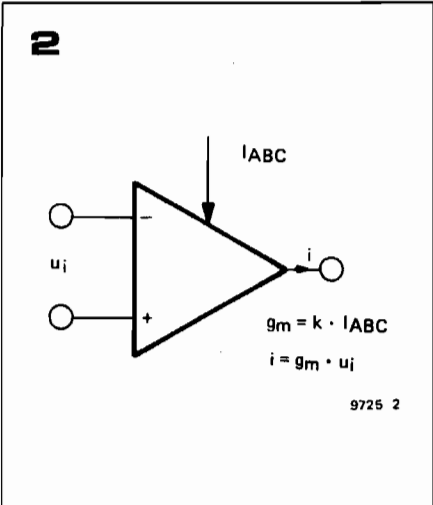 2
IABC
−
ui
i
+
gm = k · IABC
i = gm · ui
9725 2